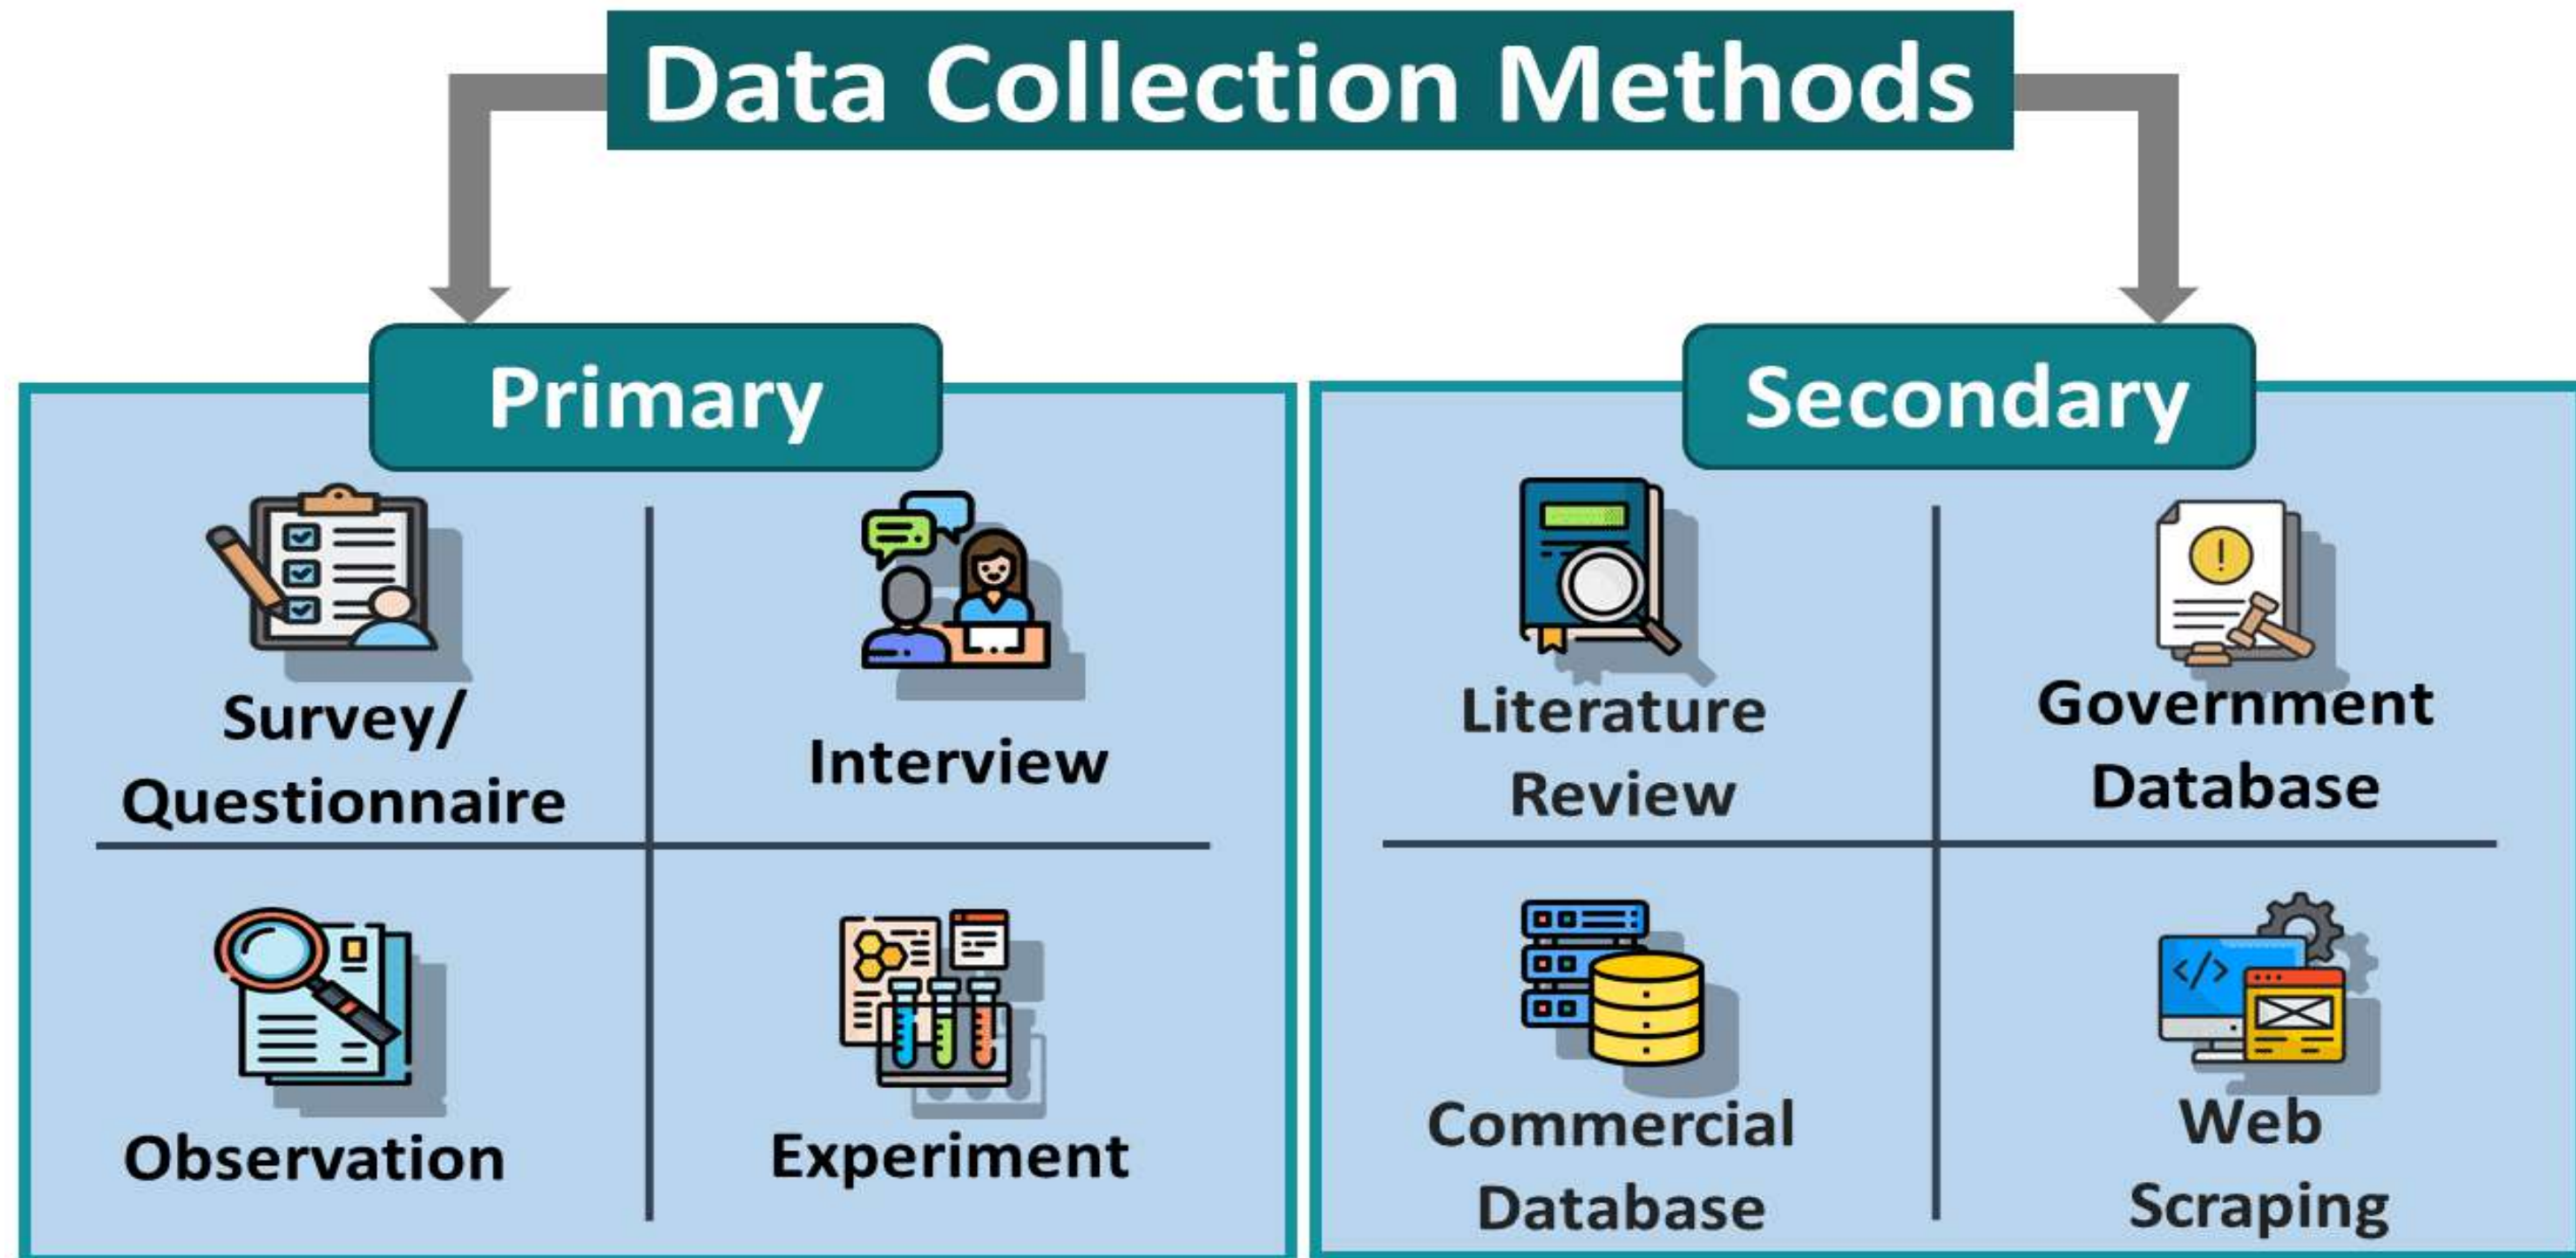 Data Collection Methods
Primary
Survey/
Questionnaire
Interview
Observation
Experiment
Secondary
Literature
Review
Government
Database
Commercial
Database
Web
Scraping